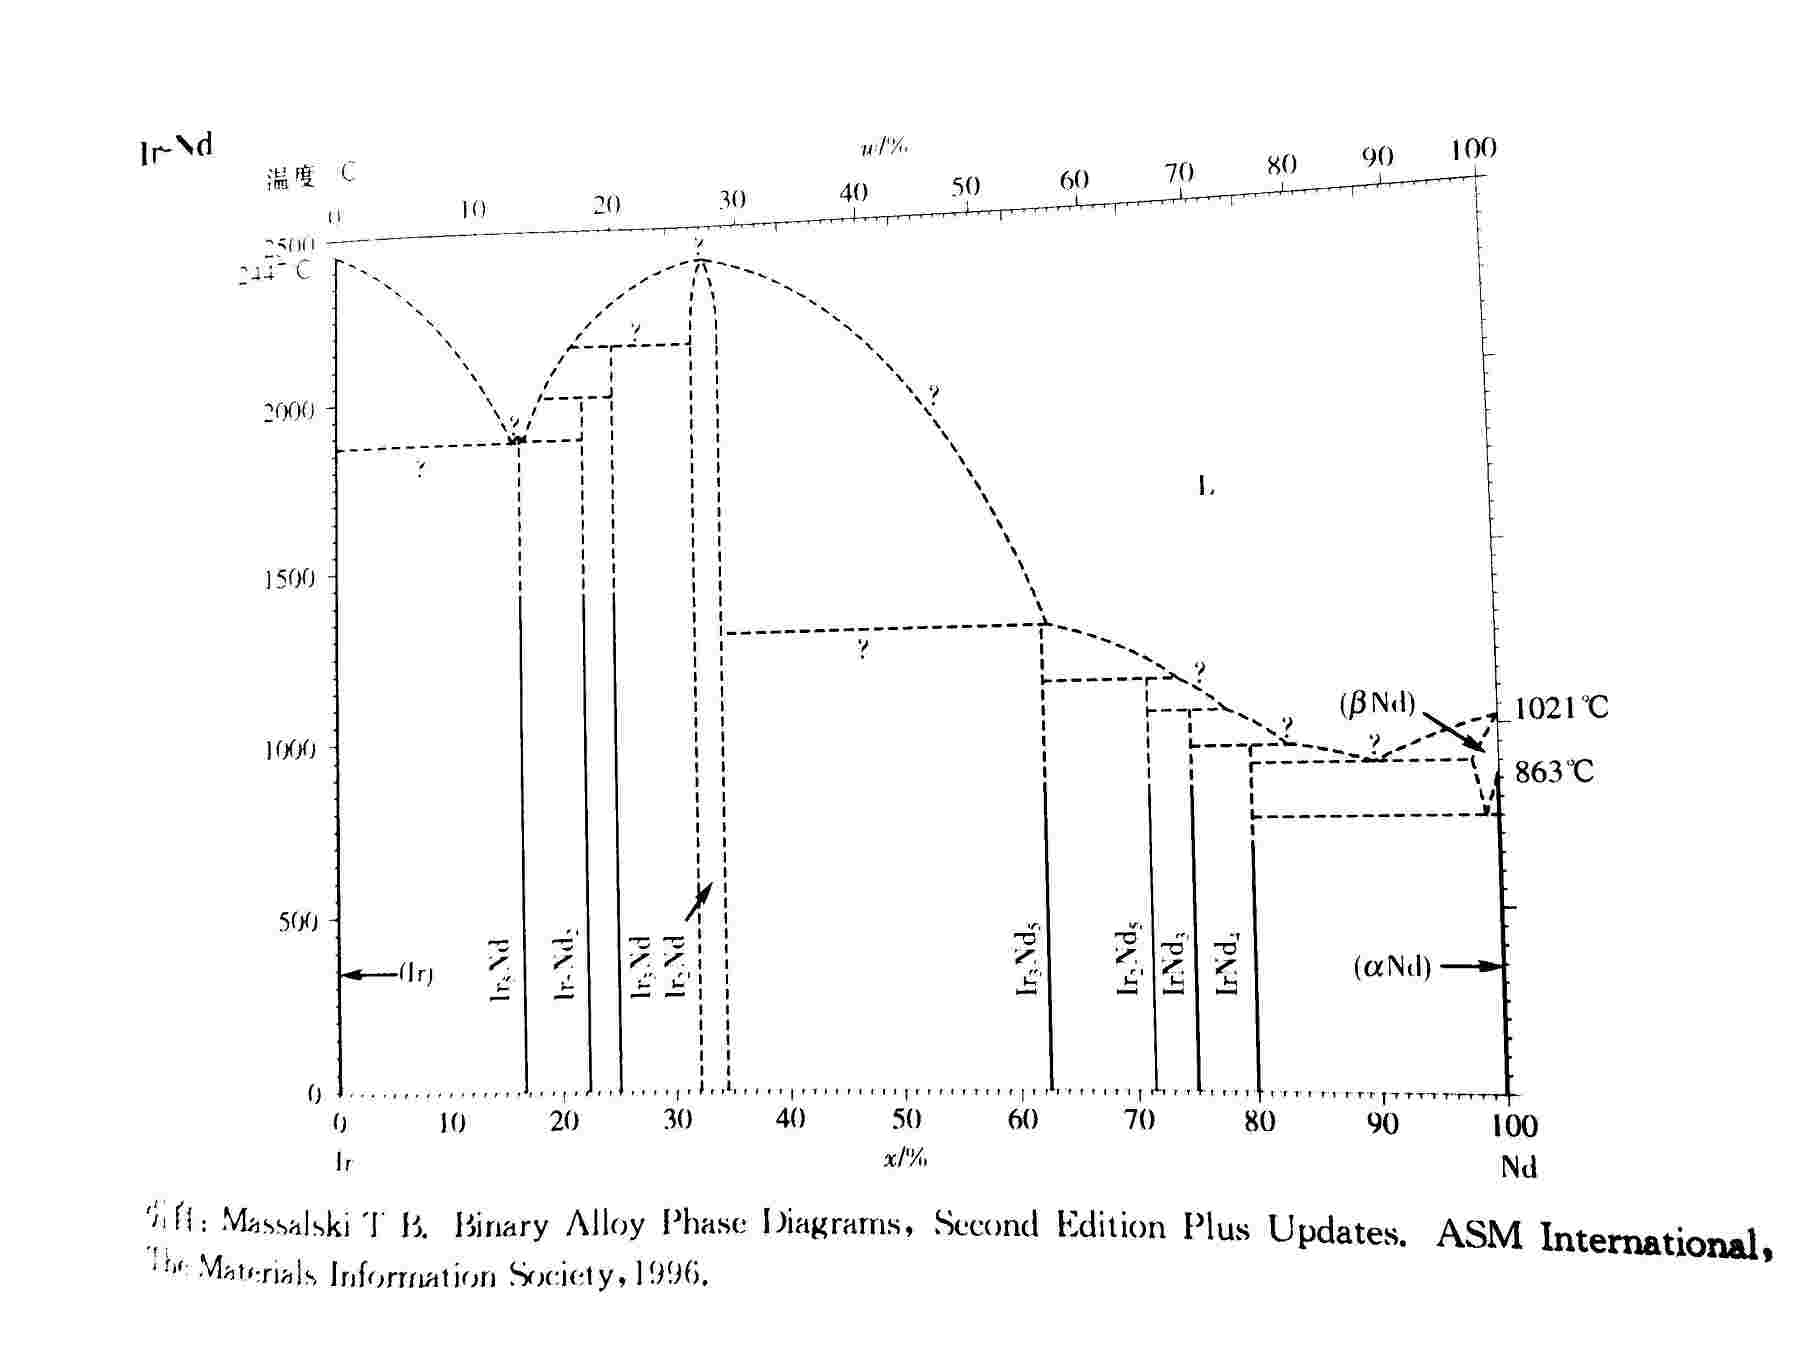 Ir-Nd
w/%
温度 C
0 10 20 30 40 50 60 70 80 90 100
2500
?
?
?
2000
?
?
L
1500
?
?
(βNd)
1021℃
?
?
1000
863℃
500
Ir₅Nd
Ir₃Nd
Ir₂Nd
Ir₃Nd₅
Ir₂Nd₅
IrNd₃
IrNd₄
(Ir)
(αNd)
0
0 10 20 30 40 50 60 70 80 90 100
Ir
x/%
Nd
Massalski T B. Binary Alloy Phase Diagrams, Second Edition Plus Updates. ASM International,
The Materials Information Society, 1996.